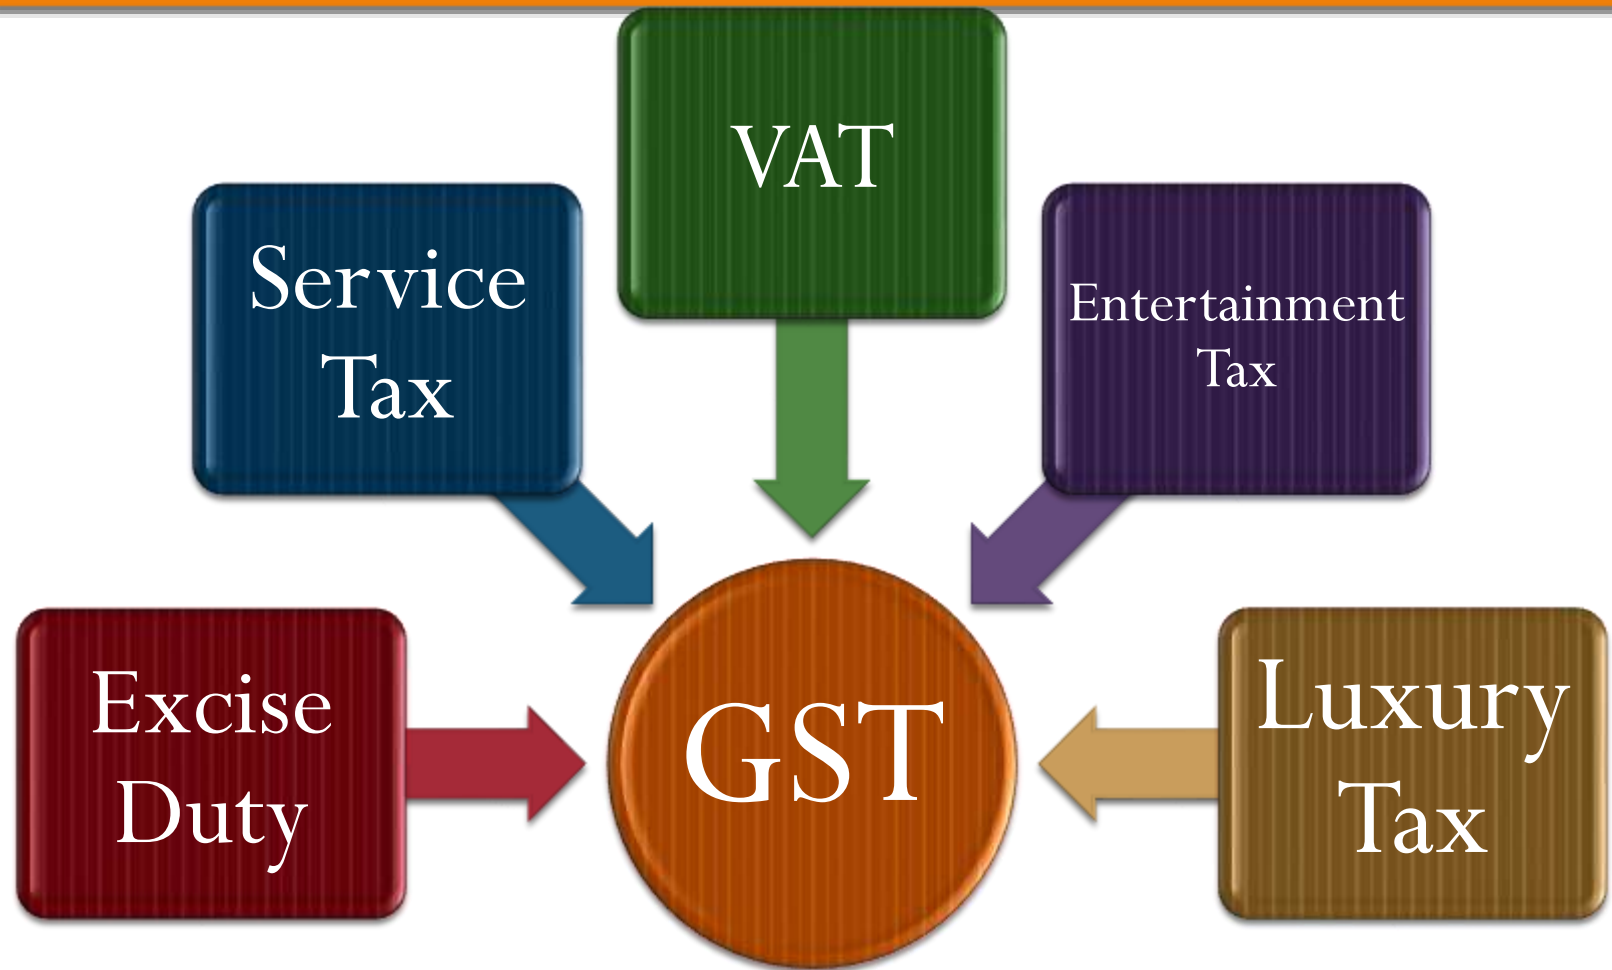 VAT
Service
Tax
Entertainment
Tax
Excise
Duty
GST
Luxury
Tax